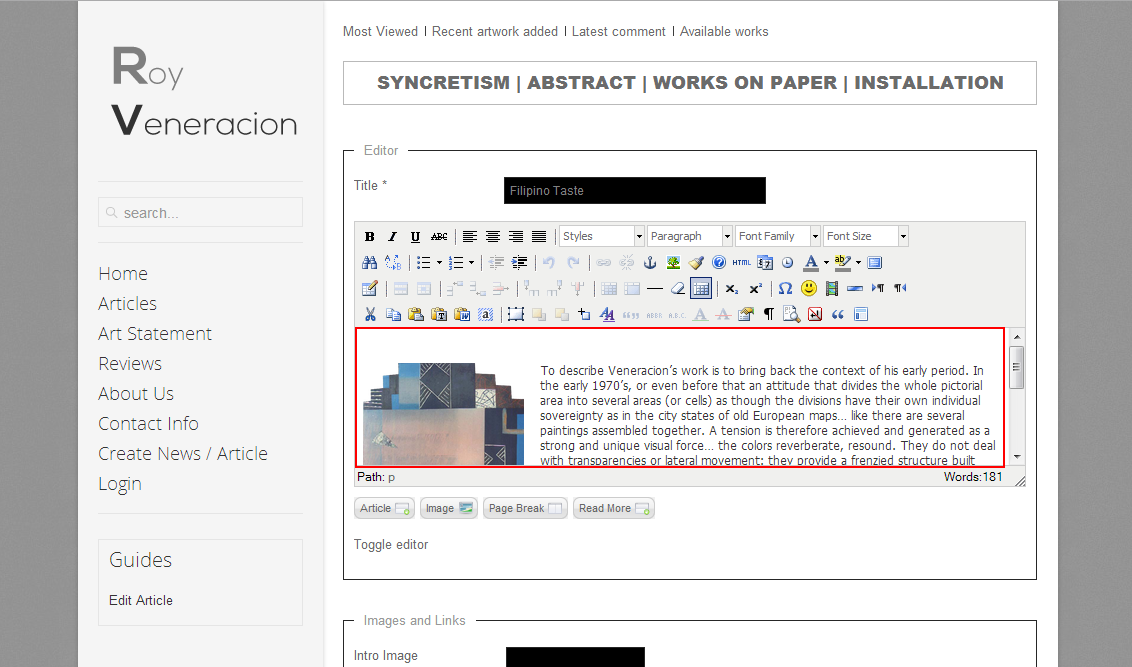 Roy
Veneracion
search...
Home
Articles
Art Statement
Reviews
About Us
Contact Info
Create News / Article
Login
Guides
Edit Article
Most Viewed | Recent artwork added | Latest comment | Available works
SYNCRETISM | ABSTRACT | WORKS ON PAPER | INSTALLATION
Editor
Title * Filipino Taste
B I U ABC Styles Paragraph Font Family Font Size
HTML
ABBR A.B.C.
To describe Veneracion's work is to bring back the context of his early period. In
the early 1970's, or even before that an attitude that divides the whole pictorial
area into several areas (or cells) as though the divisions have their own individual
sovereignty as in the city states of old European maps… like there are several
paintings assembled together. A tension is therefore achieved and generated as a
strong and unique visual force… the colors reverberate, resound. They do not deal
with transparencies or lateral movement; they provide a frenzied structure built
Path: p Words:181
Article Image Page Break Read More
Toggle editor
Images and Links
Intro Image